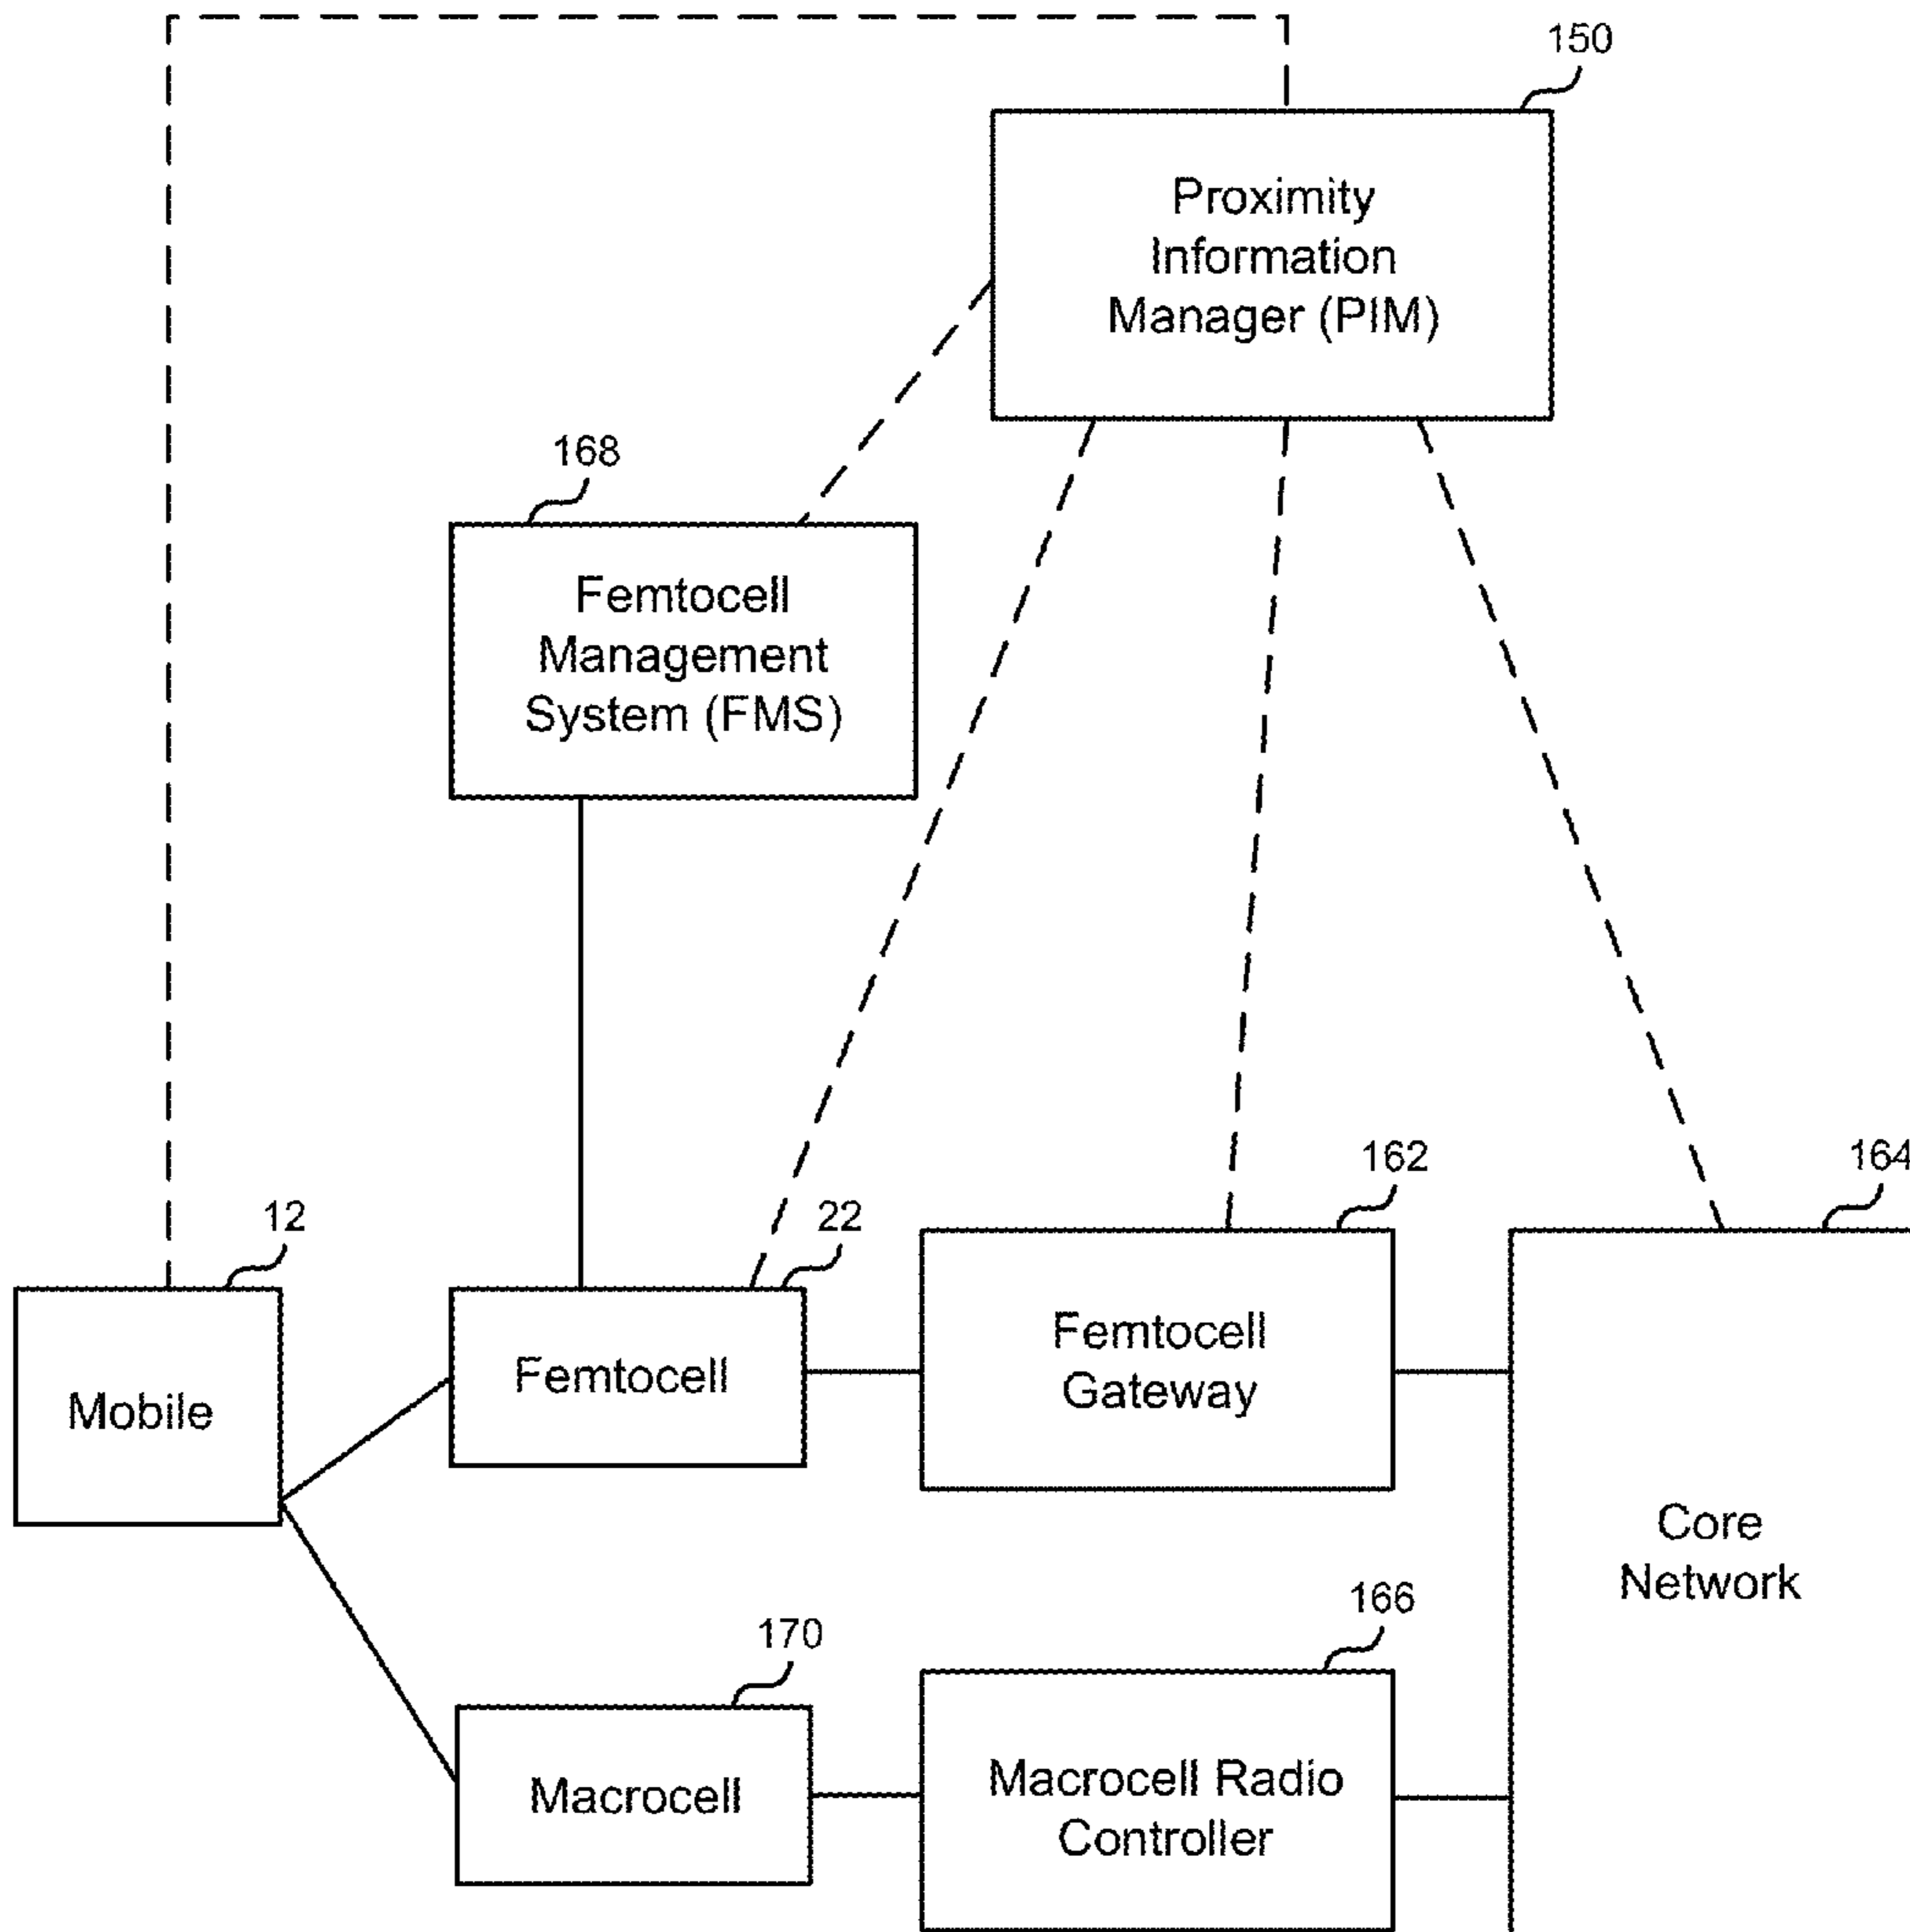 150
Proximity
Information
Manager (PIM)
168
Femtocell
Management
System (FMS)
12
Mobile
22
Femtocell
162
Femtocell
Gateway
164
Core
Network
170
Macrocell
166
Macrocell Radio
Controller